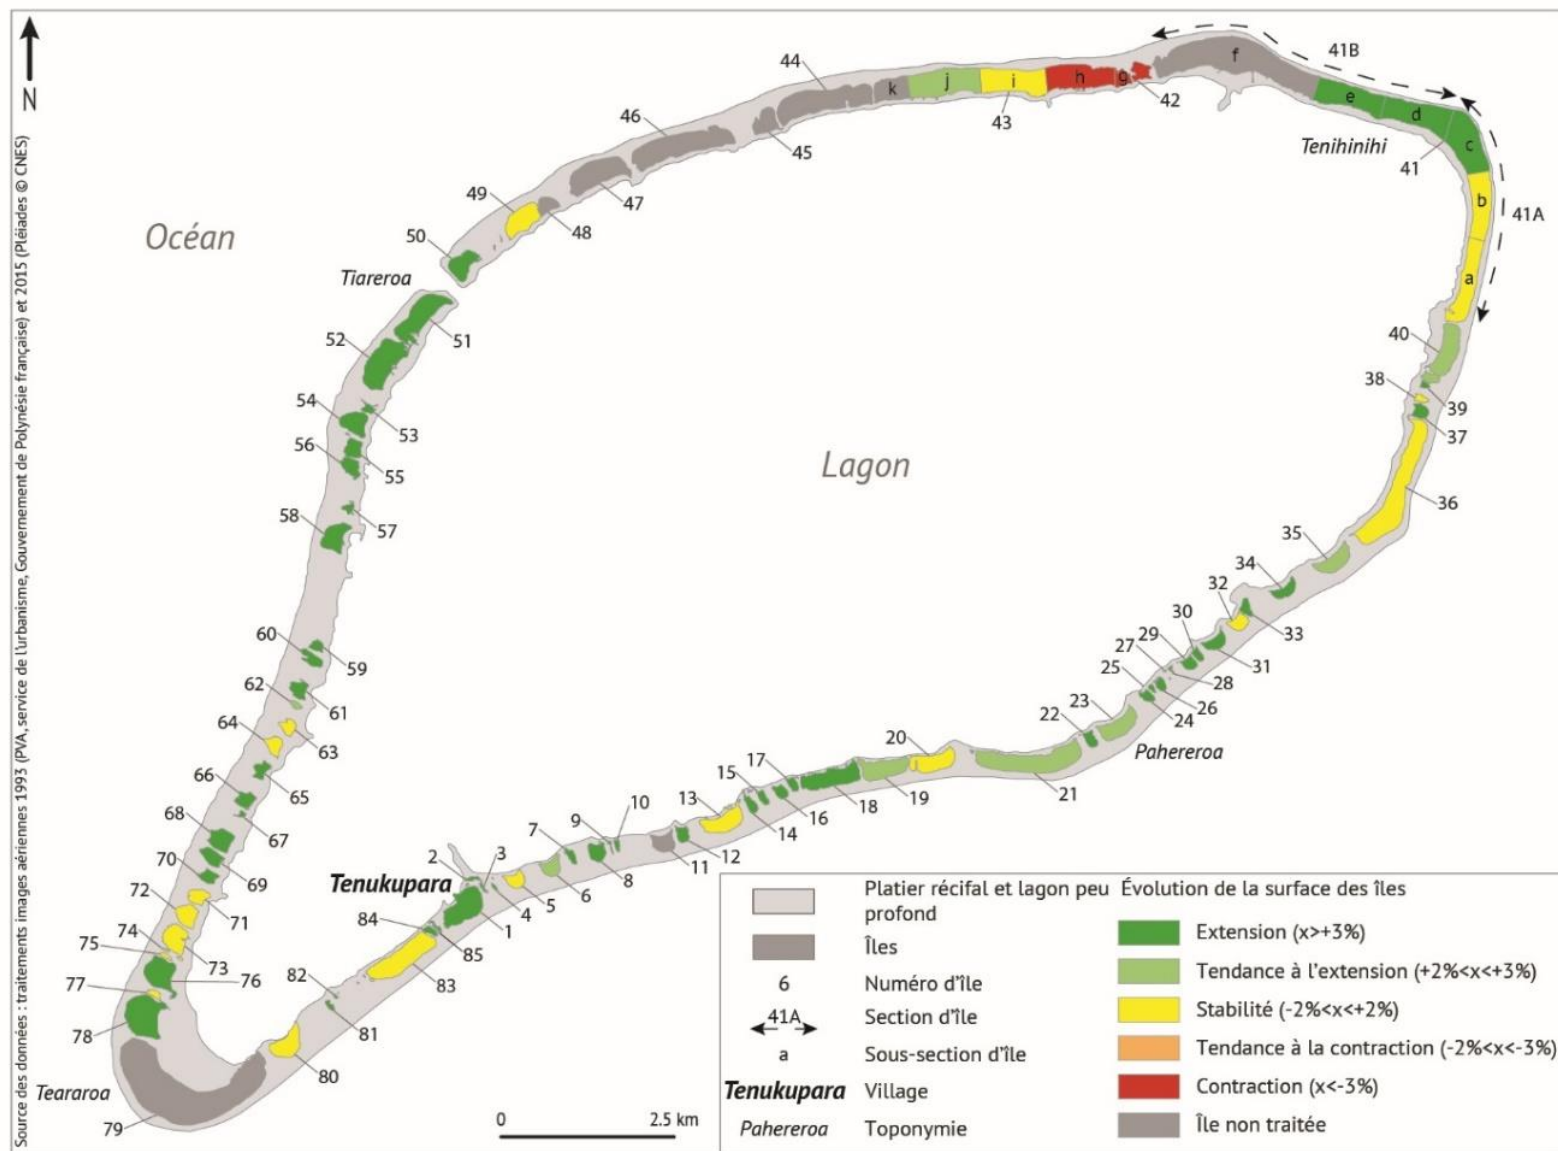 N
Océan
Lagon
Tiareroa
Tenihinihi
Pahereroa
Tenukupara
Teararoa
41B
44
f
k
j
i
h
g
42
43
e
d
c
41
b
41A
a
46
45
47
49
48
50
51
52
54
53
56
55
57
58
40
38
39
37
36
35
34
32
33
30
29
31
27
28
25
26
24
23
22
21
20
19
17
18
15
16
13
14
12
11
10
9
8
7
6
3
2
5
4
1
84
85
83
82
81
80
60
59
62
61
64
63
66
65
68
67
70
69
72
71
74
75
73
76
77
78
79
0 2.5 km
Platier récifal et lagon peu
profond
Îles
6 Numéro d'île
41A Section d'île
a Sous-section d'île
Tenukupara Village
Pahereroa Toponymie
Évolution de la surface des îles
Extension (x>+3%)
Tendance à l'extension (+2%<x<+3%)
Stabilité (-2%<x<+2%)
Tendance à la contraction (-2%<x<-3%)
Contraction (x<-3%)
Île non traitée
Source des données : traitements images aériennes 1993 (PVA, service de l'urbanisme, Gouvernement de Polynésie française) et 2015 (Pléiades © CNES)